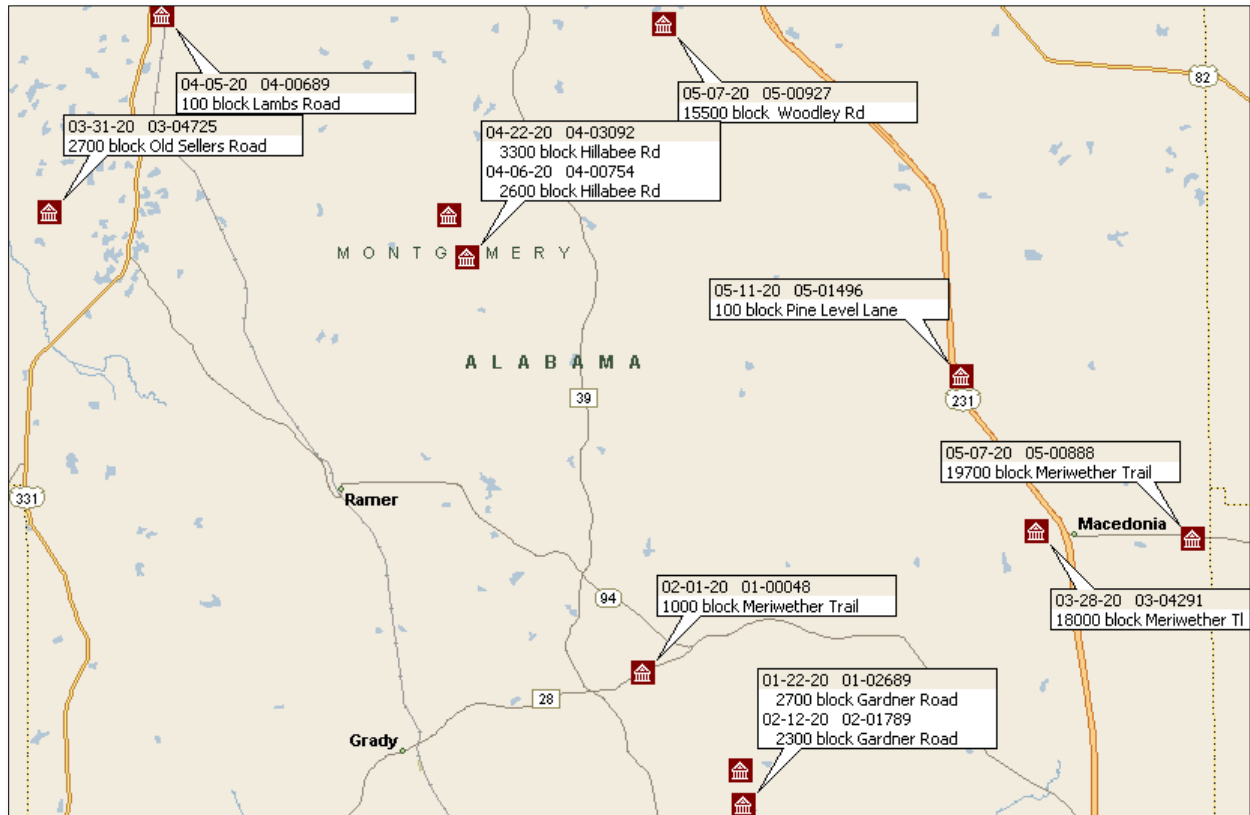 04-05-20 04-00689
100 block Lambs Road
05-07-20 05-00927
15500 block Woodley Rd
82
03-31-20 03-04725
2700 block Old Sellers Road
04-22-20 04-03092
3300 block Hillabee Rd
04-06-20 04-00754
2600 block Hillabee Rd
MONTGOMERY
05-11-20 05-01496
100 block Pine Level Lane
ALABAMA
39
231
05-07-20 05-00888
19700 block Meriwether Trail
331
Ramer
Macedonia
02-01-20 01-00048
1000 block Meriwether Trail
94
03-28-20 03-04291
18000 block Meriwether Tl
01-22-20 01-02689
2700 block Gardner Road
02-12-20 02-01789
2300 block Gardner Road
28
Grady